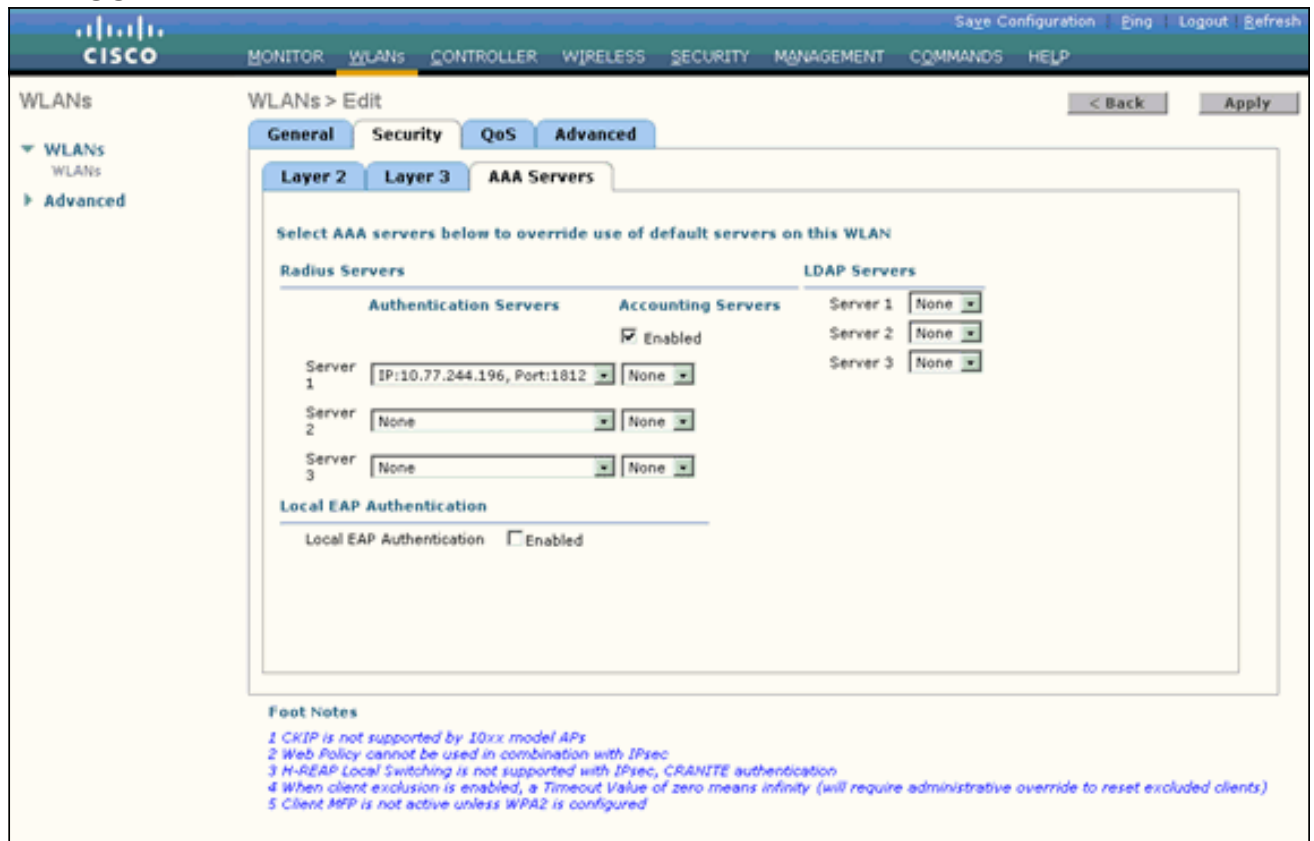 Save Configuration | Ping | Logout | Refresh
CISCO
MONITOR WLANs CONTROLLER WIRELESS SECURITY MANAGEMENT COMMANDS HELP
WLANs
WLANs
WLANs
Advanced
WLANs > Edit
< Back
Apply
General Security QoS Advanced
Layer 2 Layer 3 AAA Servers
Select AAA servers below to override use of default servers on this WLAN
Radius Servers
LDAP Servers
Authentication Servers Accounting Servers
Server 1 None
Enabled
Server 2 None
Server 3 None
Server 1 IP:10.77.244.196, Port:1812 None
Server 2 None None
Server 3 None None
Local EAP Authentication
Local EAP Authentication Enabled
Foot Notes
1 CKIP is not supported by 10xx model APs
2 Web Policy cannot be used in combination with IPsec
3 H-REAP Local Switching is not supported with IPsec, CRANITE authentication
4 When client exclusion is enabled, a Timeout Value of zero means infinity (will require administrative override to reset excluded clients)
5 Client MFP is not active unless WPA2 is configured